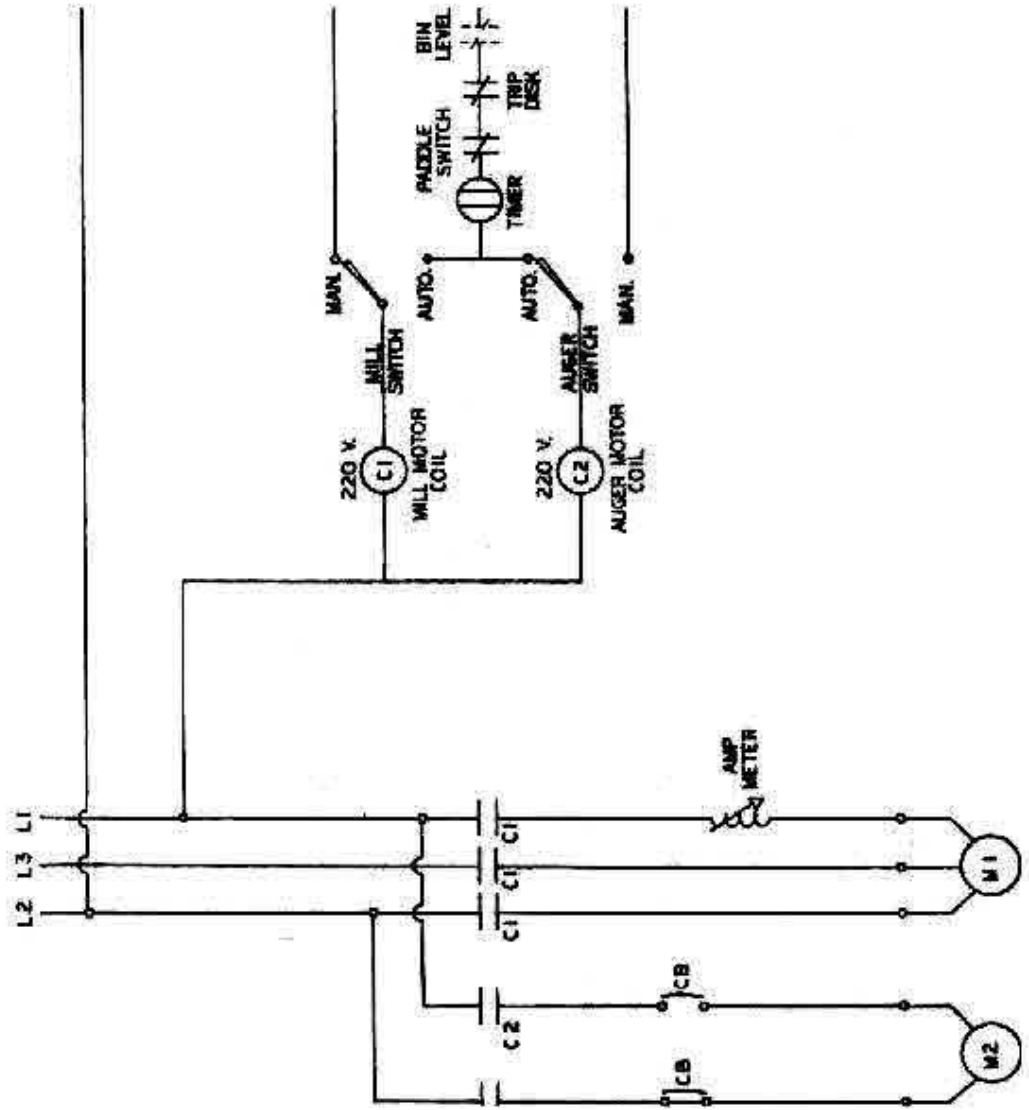 BIN
LEVEL
TRIP
DISK
PADDLE
SWITCH
TIMER
MAN.
AUTO.
AUTO.
MAN.
MILL
SWITCH
AUGER
SWITCH
220 V.
C1
MILL MOTOR
COIL
220 V.
C2
AUGER MOTOR
COIL
L1
L3
L2
C1
C1
C1
C2
AMP
METER
CB
CB
M1
M2